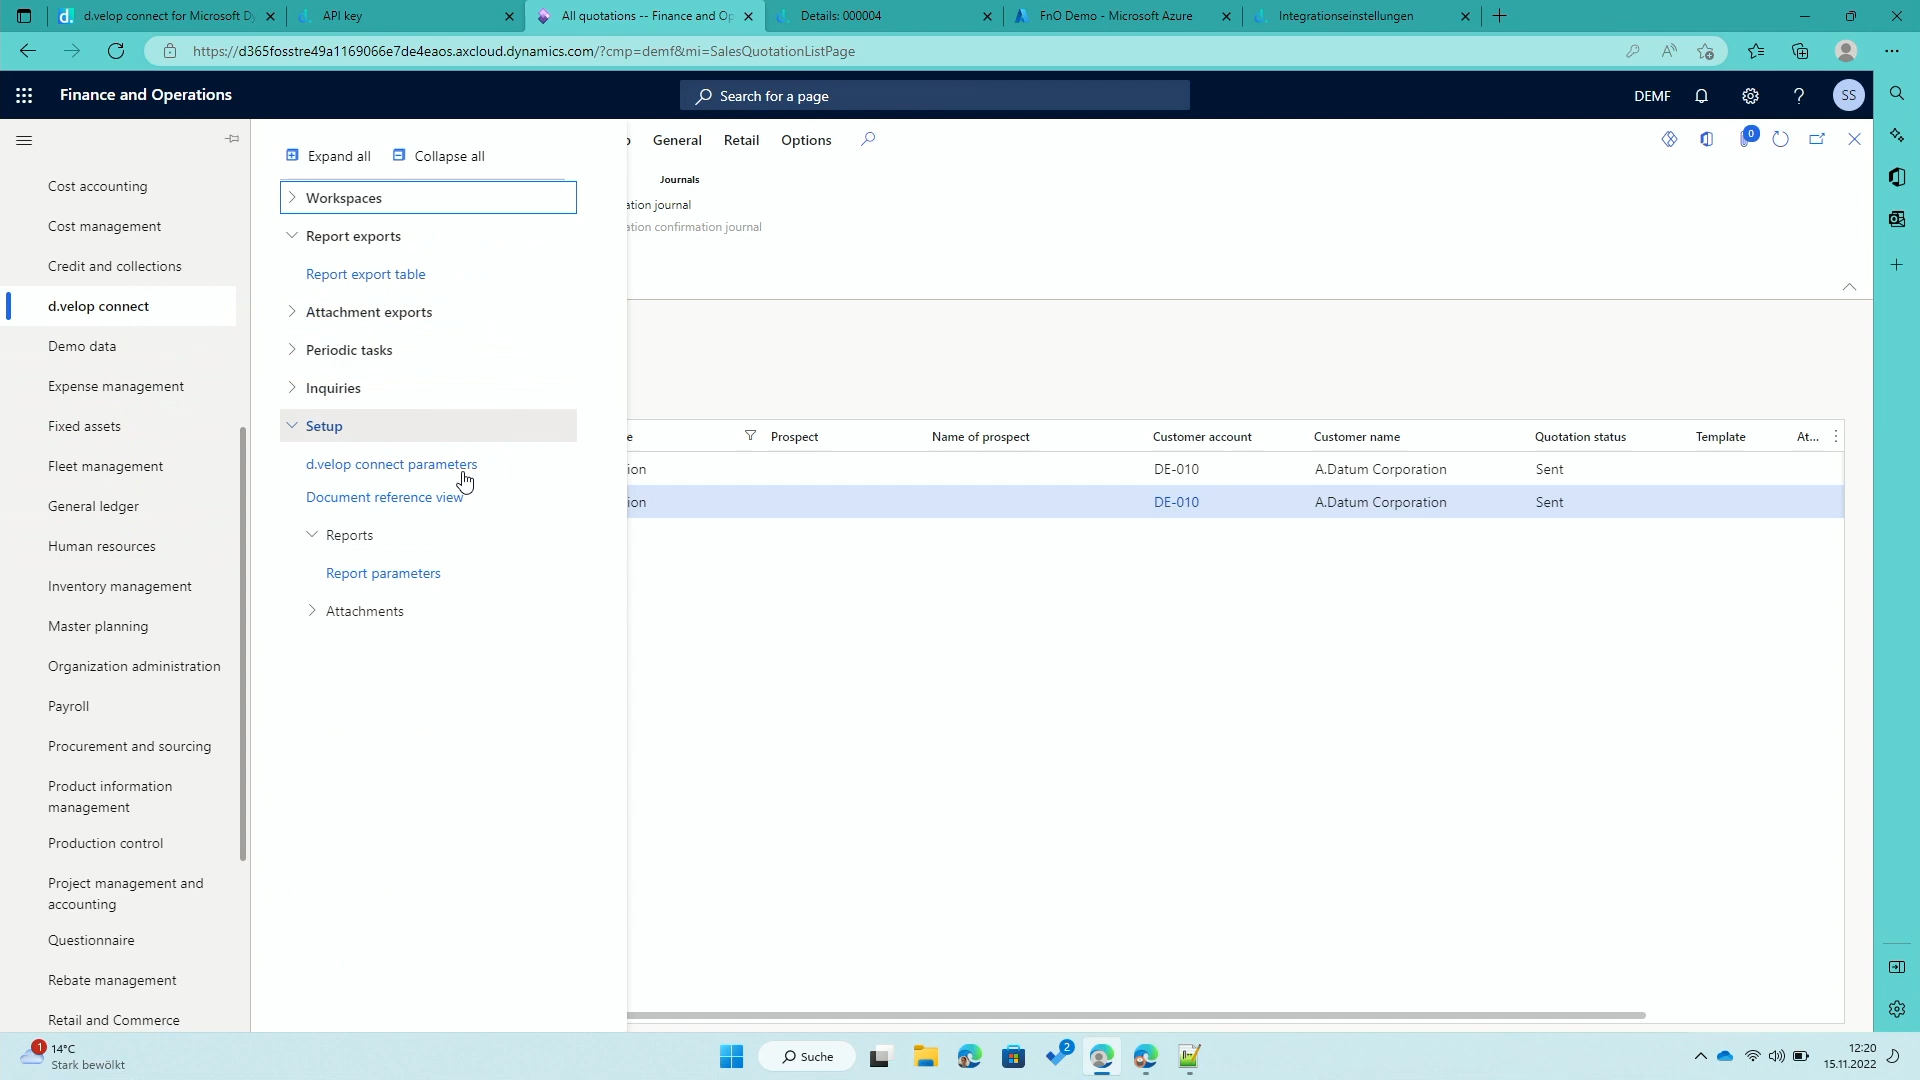 d.velop connect for Microsoft Dy
API key
All quotations -- Finance and Op
Details: 000004
FnO Demo - Microsoft Azure
Integrationseinstellungen
https://d365fosstre49a1169066e7de4eaos.axcloud.dynamics.com/?cmp=demf&mi=SalesQuotationListPage
Finance and Operations
Search for a page
DEMF
SS
Expand all
Collapse all
General
Retail
Options
0
Journals
ation journal
ation confirmation journal
Cost accounting
Cost management
Credit and collections
d.velop connect
Demo data
Expense management
Fixed assets
Fleet management
General ledger
Human resources
Inventory management
Master planning
Organization administration
Payroll
Procurement and sourcing
Product information
management
Production control
Project management and
accounting
Questionnaire
Rebate management
Retail and Commerce
Workspaces
Report exports
Report export table
Attachment exports
Periodic tasks
Inquiries
Setup
d.velop connect parameters
Document reference view
Reports
Report parameters
Attachments
e
Prospect
Name of prospect
Customer account
Customer name
Quotation status
Template
At...
ion
DE-010
A.Datum Corporation
Sent
ion
DE-010
A.Datum Corporation
Sent
1
14°C
Stark bewölkt
Suche
2
12:20
15.11.2022